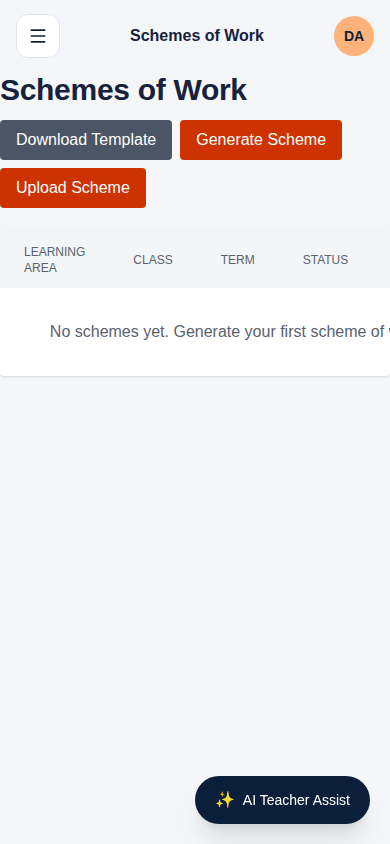 Schemes of Work
DA
Schemes of Work
Download Template
Generate Scheme
Upload Scheme
LEARNING
AREA
CLASS
TERM
STATUS
No schemes yet. Generate your first scheme of
AI Teacher Assist